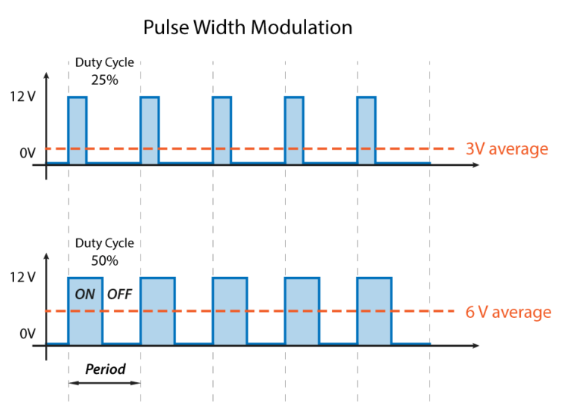 Pulse Width Modulation
Duty Cycle
25%
12 V
0V
3V average
Duty Cycle
50%
12 V
ON OFF
6 V average
0V
Period